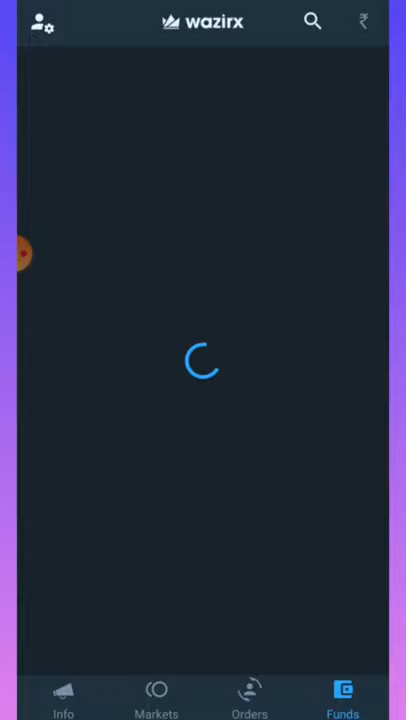 wazirx
₹
Info
Markets
Orders
Funds